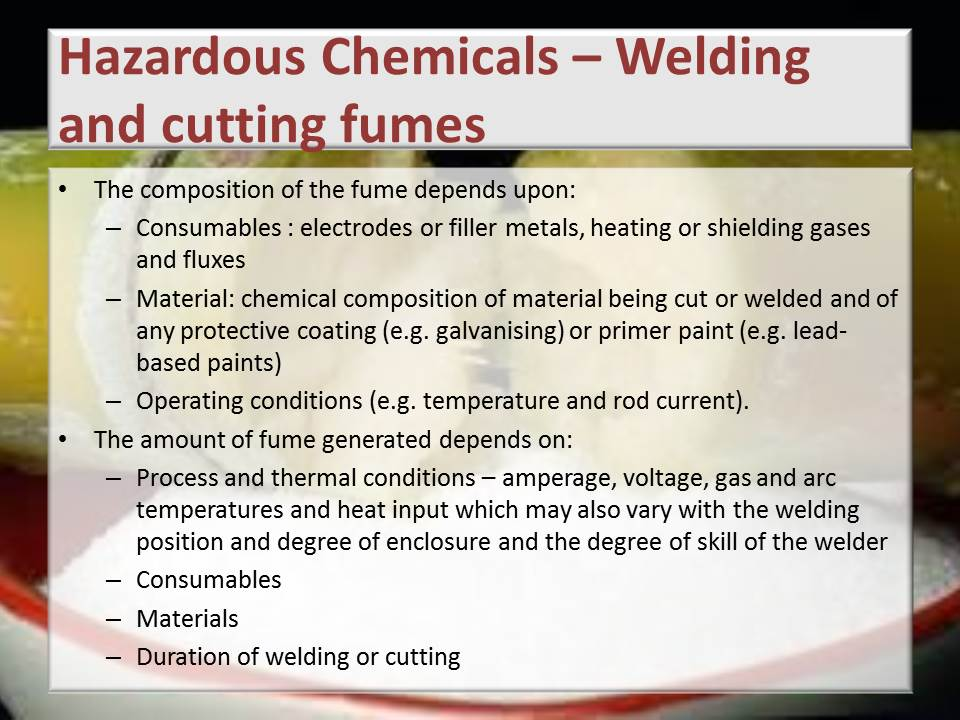 Hazardous Chemicals – Welding
and cutting fumes
• The composition of the fume depends upon:
– Consumables : electrodes or filler metals, heating or shielding gases
and fluxes
– Material: chemical composition of material being cut or welded and of
any protective coating (e.g. galvanising) or primer paint (e.g. lead-
based paints)
– Operating conditions (e.g. temperature and rod current).
• The amount of fume generated depends on:
– Process and thermal conditions – amperage, voltage, gas and arc
temperatures and heat input which may also vary with the welding
position and degree of enclosure and the degree of skill of the welder
– Consumables
– Materials
– Duration of welding or cutting